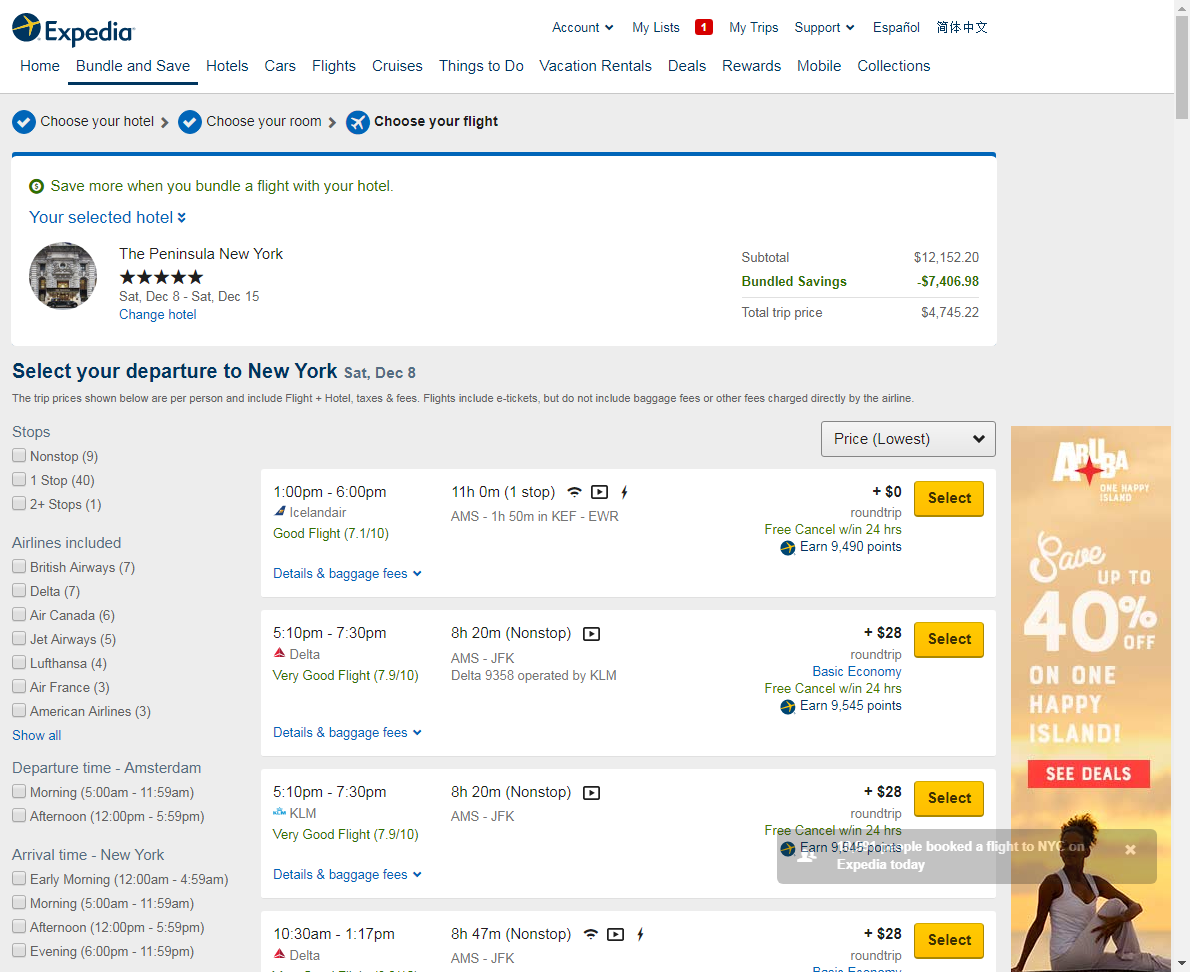 Expedia
Account
My Lists
1
My Trips
Support
Español
简体中文
Home
Bundle and Save
Hotels
Cars
Flights
Cruises
Things to Do
Vacation Rentals
Deals
Rewards
Mobile
Collections
Choose your hotel
Choose your room
Choose your flight
Save more when you bundle a flight with your hotel.
Your selected hotel
The Peninsula New York
Sat, Dec 8 - Sat, Dec 15
Change hotel
Subtotal $12,152.20
Bundled Savings -$7,406.98
Total trip price $4,745.22
Select your departure to New York Sat, Dec 8
The trip prices shown below are per person and include Flight + Hotel, taxes & fees. Flights include e-tickets, but do not include baggage fees or other fees charged directly by the airline.
Stops
Nonstop (9)
1 Stop (40)
2+ Stops (1)
Airlines included
British Airways (7)
Delta (7)
Air Canada (6)
Jet Airways (5)
Lufthansa (4)
Air France (3)
American Airlines (3)
Show all
Departure time - Amsterdam
Morning (5:00am - 11:59am)
Afternoon (12:00pm - 5:59pm)
Arrival time - New York
Early Morning (12:00am - 4:59am)
Morning (5:00am - 11:59am)
Afternoon (12:00pm - 5:59pm)
Evening (6:00pm - 11:59pm)
Price (Lowest)
1:00pm - 6:00pm
Icelandair
Good Flight (7.1/10)
Details & baggage fees
11h 0m (1 stop)
AMS - 1h 50m in KEF - EWR
+ $0
roundtrip
Free Cancel w/in 24 hrs
Earn 9,490 points
Select
5:10pm - 7:30pm
Delta
Very Good Flight (7.9/10)
Details & baggage fees
8h 20m (Nonstop)
AMS - JFK
Delta 9358 operated by KLM
+ $28
roundtrip
Basic Economy
Free Cancel w/in 24 hrs
Earn 9,545 points
Select
5:10pm - 7:30pm
KLM
Very Good Flight (7.9/10)
Details & baggage fees
8h 20m (Nonstop)
AMS - JFK
+ $28
roundtrip
Free Cancel w/in 24 hrs
Earn points
Select
people booked a flight to NYC on
Expedia today
10:30am - 1:17pm
Delta
8h 47m (Nonstop)
AMS - JFK
+ $28
roundtrip
Basic Economy
Select
ARUBA
ONE HAPPY
ISLAND
Save
UP TO
40%
OFF
ON ONE
HAPPY
ISLAND!
SEE DEALS